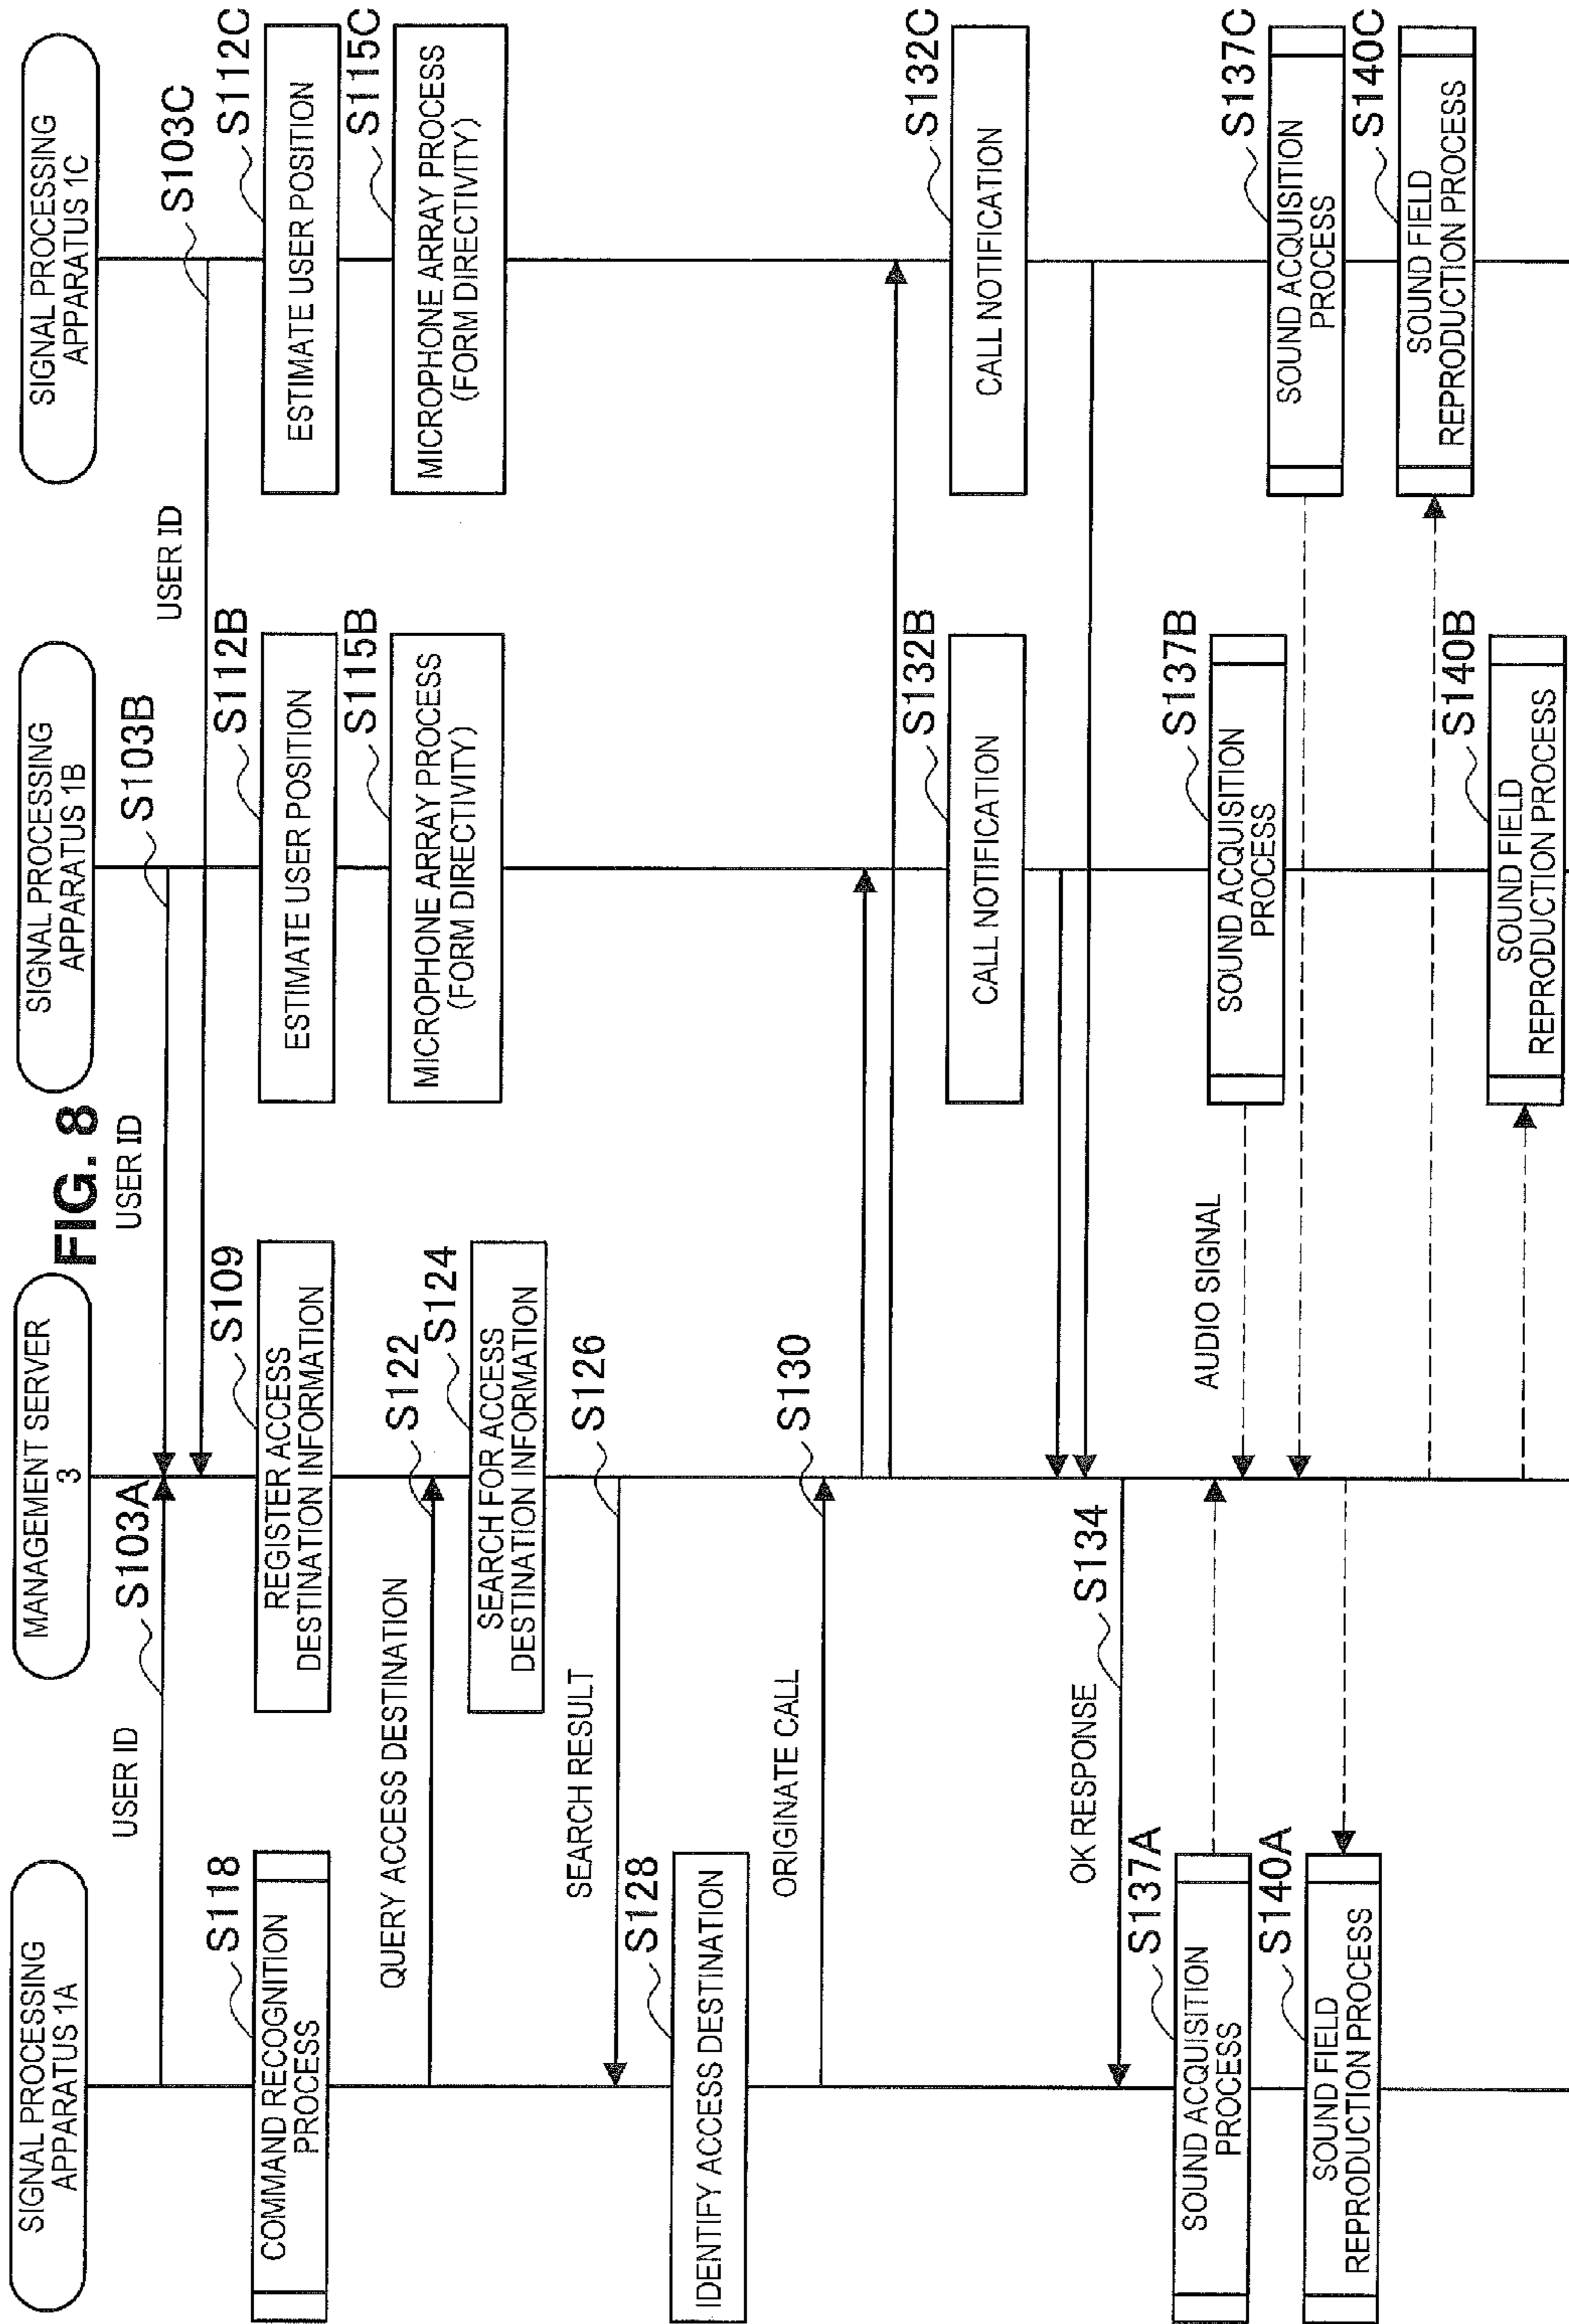 FIG. 8
SIGNAL PROCESSING
APPARATUS 1A
MANAGEMENT SERVER
3
SIGNAL PROCESSING
APPARATUS 1B
SIGNAL PROCESSING
APPARATUS 1C
USER ID
S103A
USER ID
S103B
USER ID
S103C
S118
COMMAND RECOGNITION
PROCESS
S109
REGISTER ACCESS
DESTINATION INFORMATION
S112B
ESTIMATE USER POSITION
S112C
ESTIMATE USER POSITION
S115B
MICROPHONE ARRAY PROCESS
(FORM DIRECTIVITY)
S115C
MICROPHONE ARRAY PROCESS
(FORM DIRECTIVITY)
QUERY ACCESS DESTINATION
S122
S124
SEARCH FOR ACCESS
DESTINATION INFORMATION
SEARCH RESULT
S126
S128
IDENTIFY ACCESS DESTINATION
ORIGINATE CALL
S130
S132B
CALL NOTIFICATION
S132C
CALL NOTIFICATION
OK RESPONSE
S134
S137A
SOUND ACQUISITION
PROCESS
AUDIO SIGNAL
S137B
SOUND ACQUISITION
PROCESS
S137C
SOUND ACQUISITION
PROCESS
S140A
SOUND FIELD
REPRODUCTION PROCESS
S140B
SOUND FIELD
REPRODUCTION PROCESS
S140C
SOUND FIELD
REPRODUCTION PROCESS